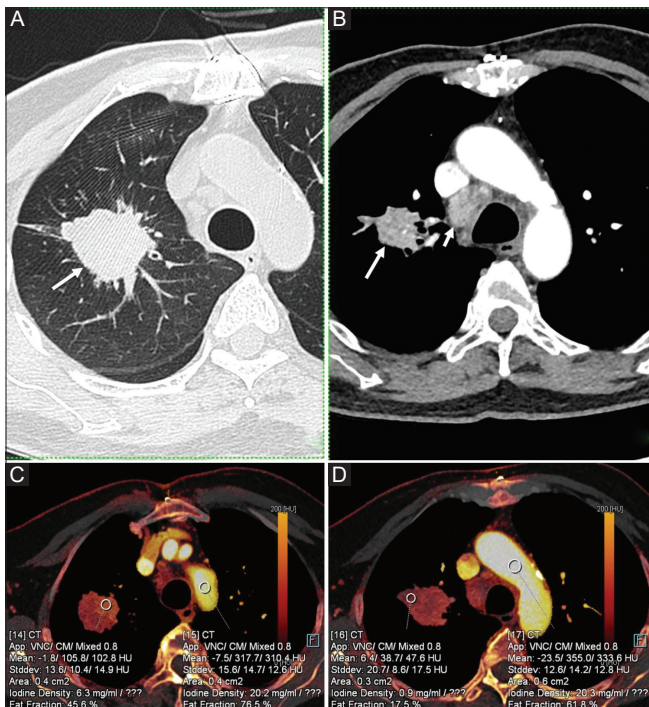 A
B
C
200 [HU]
0
F
[14] CT
App: VNC/ CM/ Mixed 0.8
Mean: -1.8/ 105.8/ 102.8 HU
Stddev: 13.6/ 10.4/ 14.9 HU
Area: 0.4 cm2
Iodine Density: 6.3 mg/ml / ???
Fat Fraction: 45.6 %
[15] CT
App: VNC/ CM/ Mixed 0.8
Mean: -7.5/ 317.7/ 310.4 HU
Stddev: 15.6/ 14.7/ 12.6 HU
Area: 0.4 cm2
Iodine Density: 20.2 mg/ml / ???
Fat Fraction: 76.5 %
D
200 [HU]
0
F
[16] CT
App: VNC/ CM/ Mixed 0.8
Mean: 6.4/ 38.7/ 47.6 HU
Stddev: 20.7/ 8.6/ 17.5 HU
Area: 0.3 cm2
Iodine Density: 0.9 mg/ml / ???
Fat Fraction: 17.5 %
[17] CT
App: VNC/ CM/ Mixed 0.8
Mean: -23.5/ 355.0/ 333.6 HU
Stddev: 14.6/ 14.2/ 12.8 HU
Area: 0.6 cm2
Iodine Density: 20.3 mg/ml / ???
Fat Fraction: 61.8 %